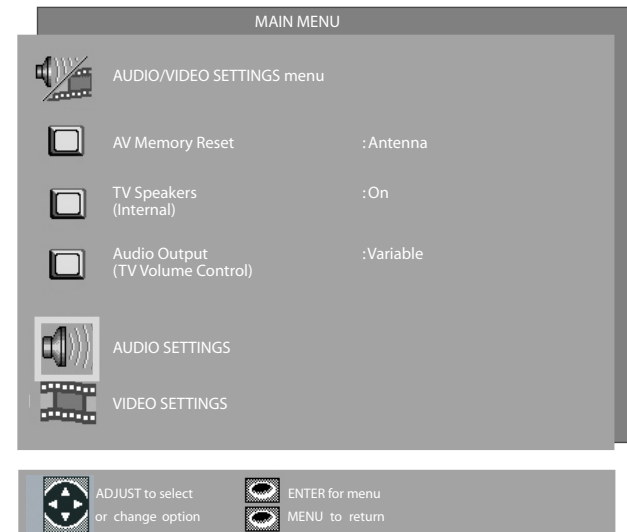 MAIN MENU
AUDIO/VIDEO SETTINGS menu
AV Memory Reset :Antenna
TV Speakers :On
(Internal)
Audio Output :Variable
(TV Volume Control)
AUDIO SETTINGS
VIDEO SETTINGS
ADJUST to select ENTER for menu
or change option MENU to return